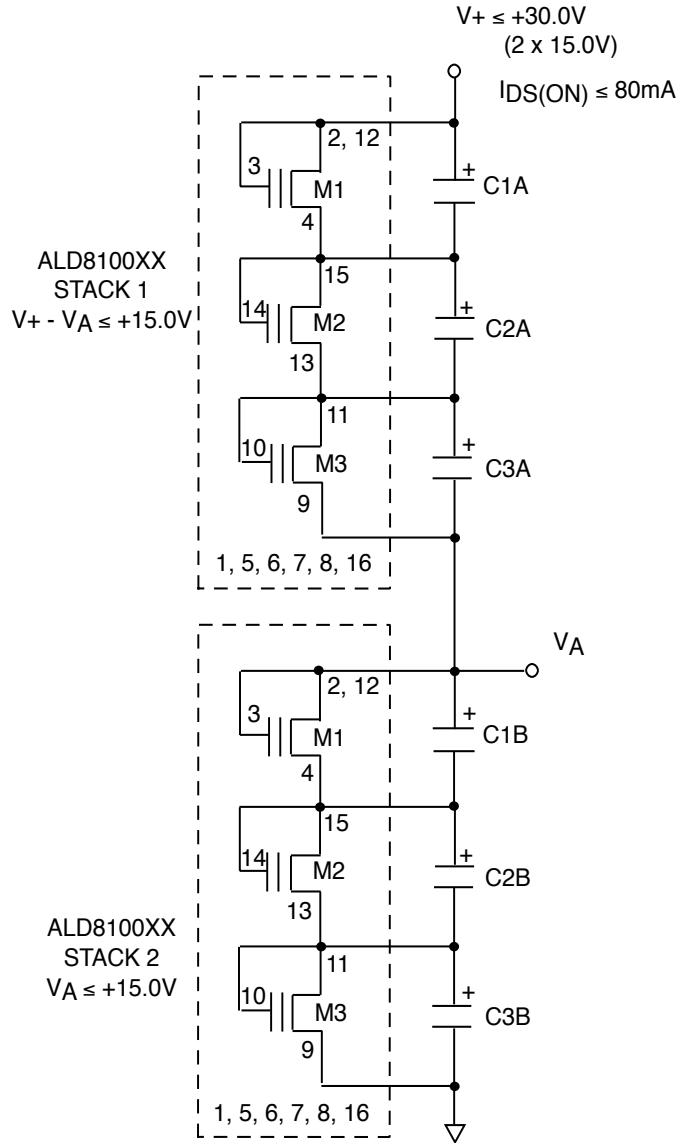 V+ ≤ +30.0V
(2 x 15.0V)
IDS(ON) ≤ 80mA
2, 12
3
M1
C1A
+
4
ALD8100XX
STACK 1
V+ - VA ≤ +15.0V
15
14
M2
C2A
+
13
11
10
M3
C3A
+
9
1, 5, 6, 7, 8, 16
VA
2, 12
3
M1
C1B
+
4
15
14
M2
C2B
+
13
ALD8100XX
STACK 2
VA ≤ +15.0V
11
10
M3
C3B
+
9
1, 5, 6, 7, 8, 16